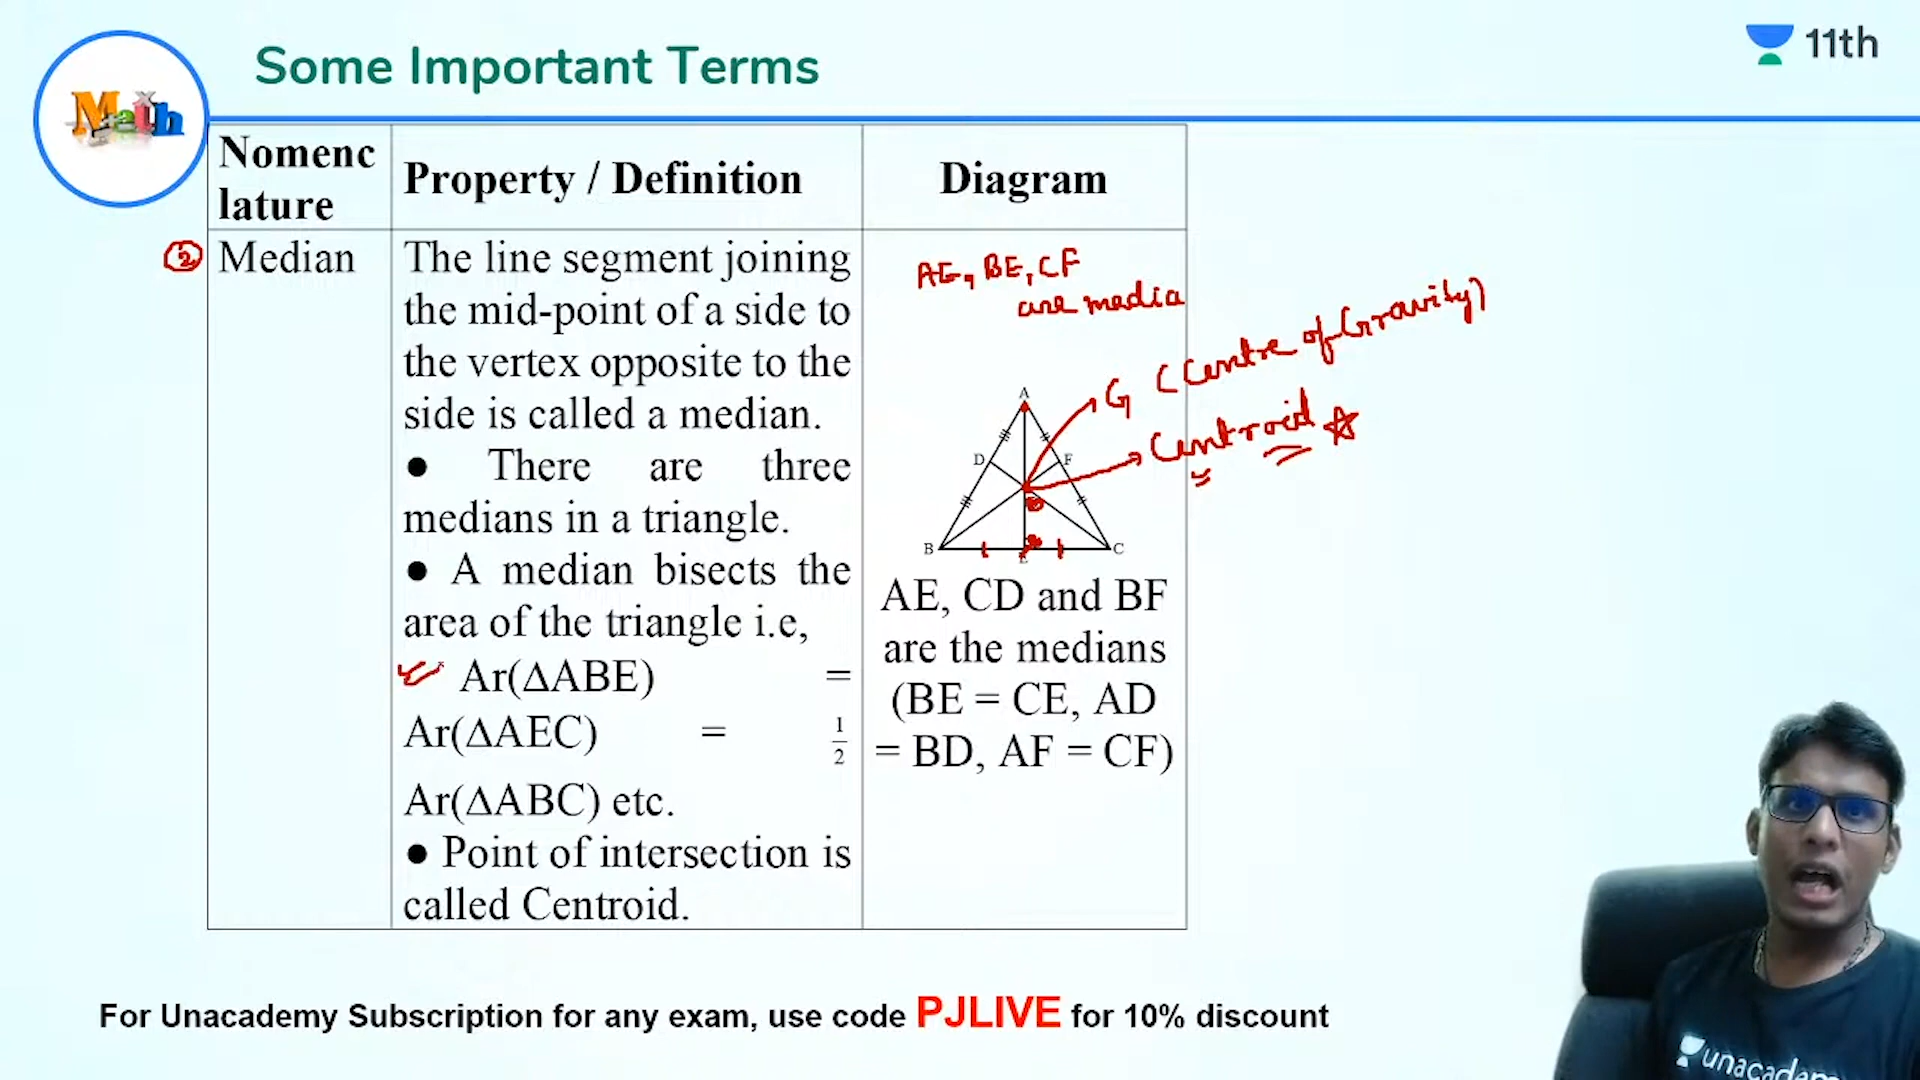 Some Important Terms
11th
Math
Nomenc
lature
Property / Definition
Diagram
2
Median
The line segment joining
the mid-point of a side to
the vertex opposite to the
side is called a median.
● There are three
medians in a triangle.
● A median bisects the
area of the triangle i.e,
Ar(ΔABE) =
Ar(ΔAEC) = 1/2
Ar(ΔABC) etc.
● Point of intersection is
called Centroid.
AE, BE, CF
are media
G (Centre of Gravity)
Centroid
A
D
F
B
E
C
AE, CD and BF
are the medians
(BE = CE, AD
= BD, AF = CF)
For Unacademy Subscription for any exam, use code PJLIVE for 10% discount
unacademy